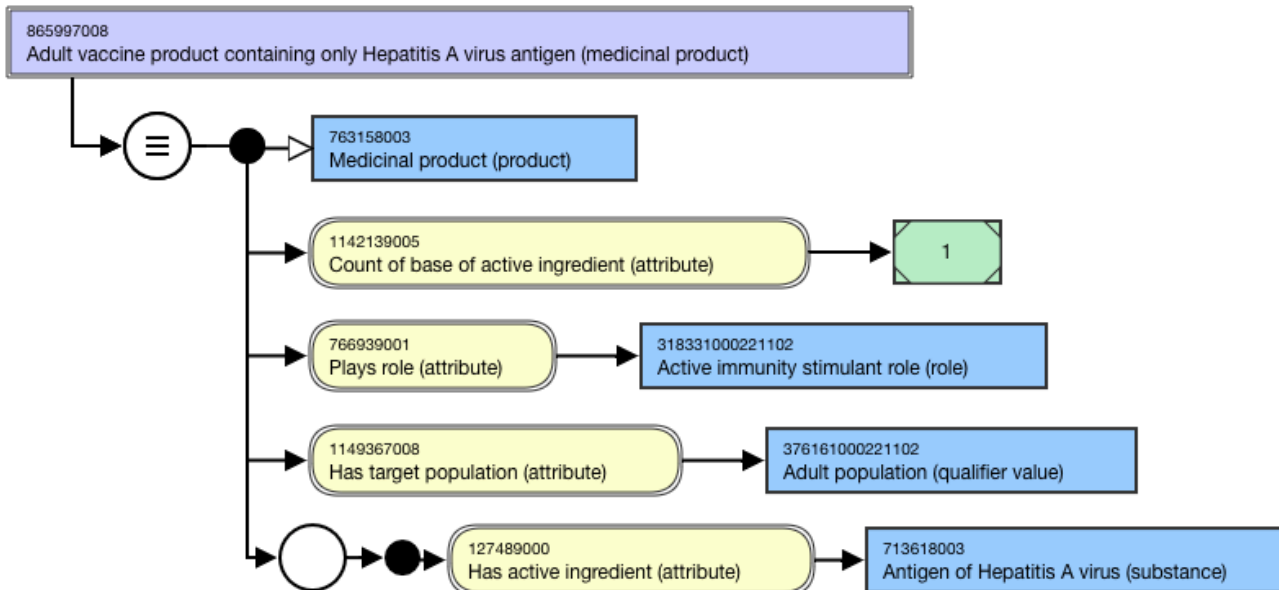 865997008
Adult vaccine product containing only Hepatitis A virus antigen (medicinal product)
763158003
Medicinal product (product)
1142139005
Count of base of active ingredient (attribute)
1
766939001
Plays role (attribute)
318331000221102
Active immunity stimulant role (role)
1149367008
Has target population (attribute)
376161000221102
Adult population (qualifier value)
127489000
Has active ingredient (attribute)
713618003
Antigen of Hepatitis A virus (substance)